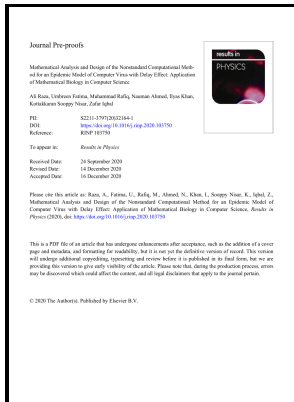 Journal Pre-proofs
Mathematical Analysis and Design of the Nonstandard Computational Meth-
od for an Epidemic Model of Computer Virus with Delay Effect: Application
of Mathematical Biology in Computer Science
Ali Raza, Umbreen Fatima, Muhammad Rafiq, Nauman Ahmed, Ilyas Khan,
Kottakkaran Sooppy Nisar, Zafar Iqbal
results in
PHYSICS
PII: S2211-3797(20)32164-1
DOI: https://doi.org/10.1016/j.rinp.2020.103750
Reference: RINP 103750
To appear in: Results in Physics
Received Date: 24 September 2020
Revised Date: 14 December 2020
Accepted Date: 16 December 2020
Please cite this article as: Raza, A., Fatima, U., Rafiq, M., Ahmed, N., Khan, I., Sooppy Nisar, K., Iqbal, Z.,
Mathematical Analysis and Design of the Nonstandard Computational Method for an Epidemic Model of
Computer Virus with Delay Effect: Application of Mathematical Biology in Computer Science, Results in
Physics (2020), doi: https://doi.org/10.1016/j.rinp.2020.103750
This is a PDF file of an article that has undergone enhancements after acceptance, such as the addition of a cover
page and metadata, and formatting for readability, but it is not yet the definitive version of record. This version
will undergo additional copyediting, typesetting and review before it is published in its final form, but we are
providing this version to give early visibility of the article. Please note that, during the production process, errors
may be discovered which could affect the content, and all legal disclaimers that apply to the journal pertain.
© 2020 The Author(s). Published by Elsevier B.V.